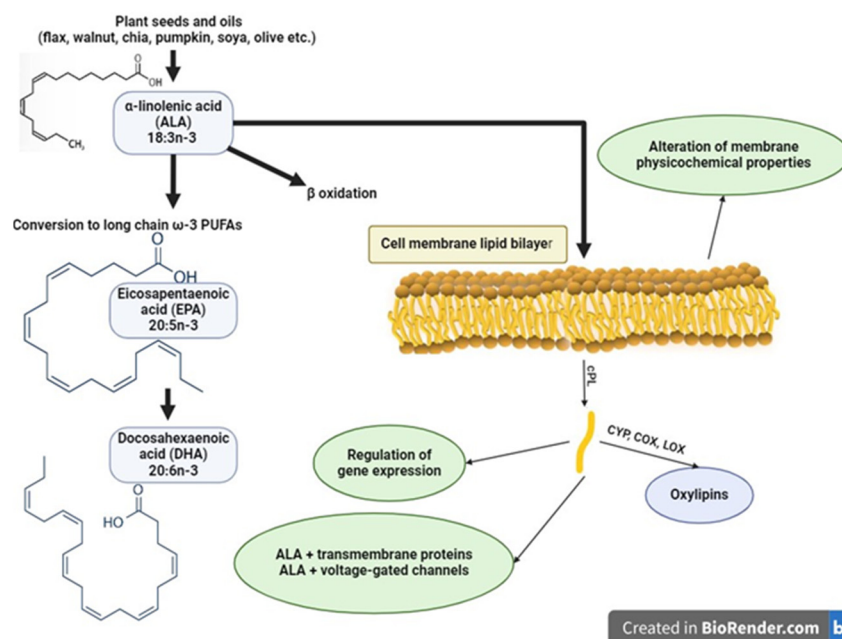 Plant seeds and oils
(flax, walnut, chia, pumpkin, soya, olive etc.)
O
OH
CH3
α-linolenic acid
(ALA)
18:3n-3
β oxidation
Alteration of membrane
physicochemical properties
Conversion to long chain ω-3 PUFAs
Cell membrane lipid bilayer
O
OH
Eicosapentaenoic
acid (EPA)
20:5n-3
cPL
Docosahexaenoic
acid (DHA)
20:6n-3
O
HO
Regulation of
gene expression
CYP, COX, LOX
Oxylipins
ALA + transmembrane proteins
ALA + voltage-gated channels
Created in BioRender.com b